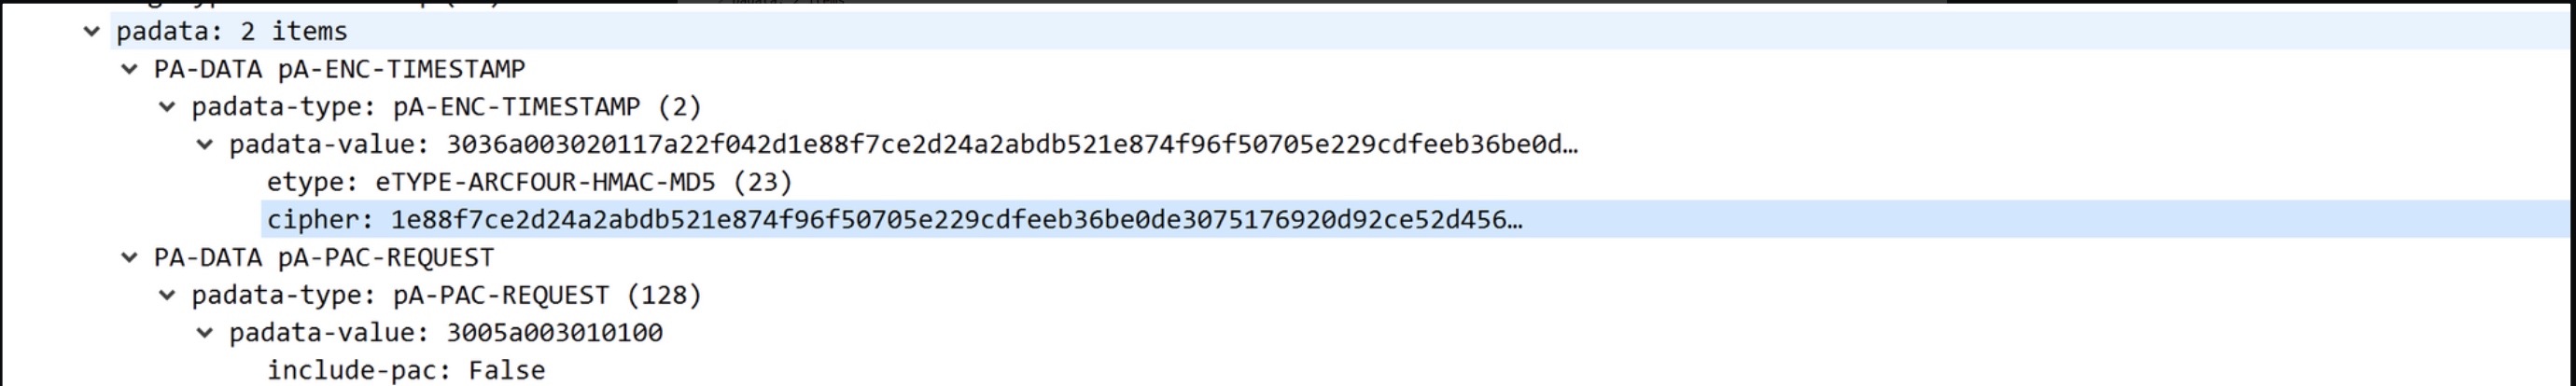 padata: 2 items
PA-DATA pA-ENC-TIMESTAMP
padata-type: pA-ENC-TIMESTAMP (2)
padata-value: 3036a003020117a22f042d1e88f7ce2d24a2abdb521e874f96f50705e229cdfeeb36be0d…
etype: eTYPE-ARCFOUR-HMAC-MD5 (23)
cipher: 1e88f7ce2d24a2abdb521e874f96f50705e229cdfeeb36be0de3075176920d92ce52d456…
PA-DATA pA-PAC-REQUEST
padata-type: pA-PAC-REQUEST (128)
padata-value: 3005a003010100
include-pac: False